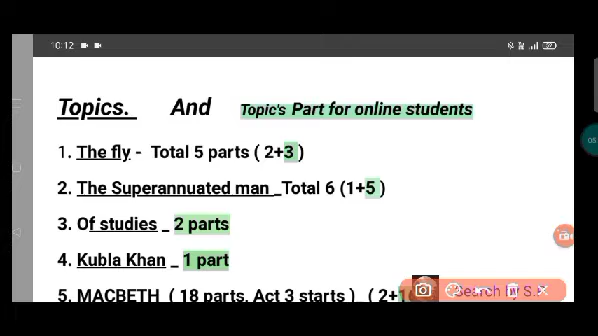 10:12
Topics. And Topic's Part for online students
1. The fly - Total 5 parts ( 2+3 )
2. The Superannuated man _Total 6 (1+5 )
3. Of studies _ 2 parts
4. Kubla Khan _ 1 part
5. MACBETH ( 18 parts, Act 3 starts ) ( 2+
Search by S.